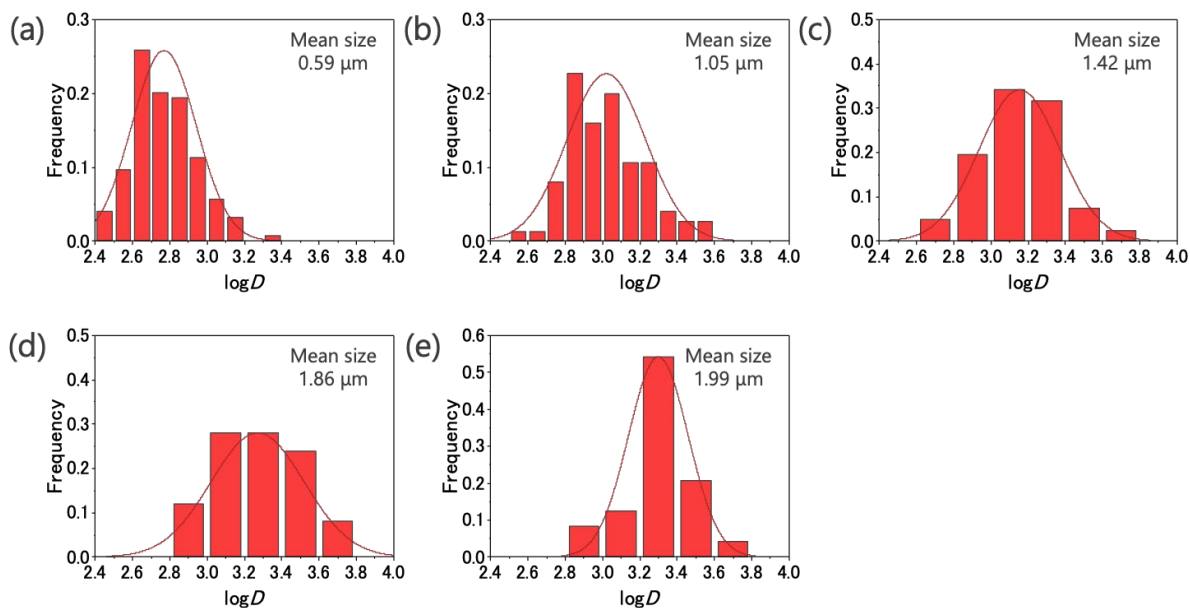 (a)
Mean size
0.59 μm
Frequency
0.3
0.2
0.1
0.0
2.4 2.6 2.8 3.0 3.2 3.4 3.6 3.8 4.0
logD
(b)
Mean size
1.05 μm
Frequency
0.3
0.2
0.1
0.0
2.4 2.6 2.8 3.0 3.2 3.4 3.6 3.8 4.0
logD
(c)
Mean size
1.42 μm
Frequency
0.5
0.4
0.3
0.2
0.1
0.0
2.4 2.6 2.8 3.0 3.2 3.4 3.6 3.8 4.0
logD
(d)
Mean size
1.86 μm
Frequency
0.5
0.4
0.3
0.2
0.1
0.0
2.4 2.6 2.8 3.0 3.2 3.4 3.6 3.8 4.0
logD
(e)
Mean size
1.99 μm
Frequency
0.6
0.5
0.4
0.3
0.2
0.1
0.0
2.4 2.6 2.8 3.0 3.2 3.4 3.6 3.8 4.0
logD